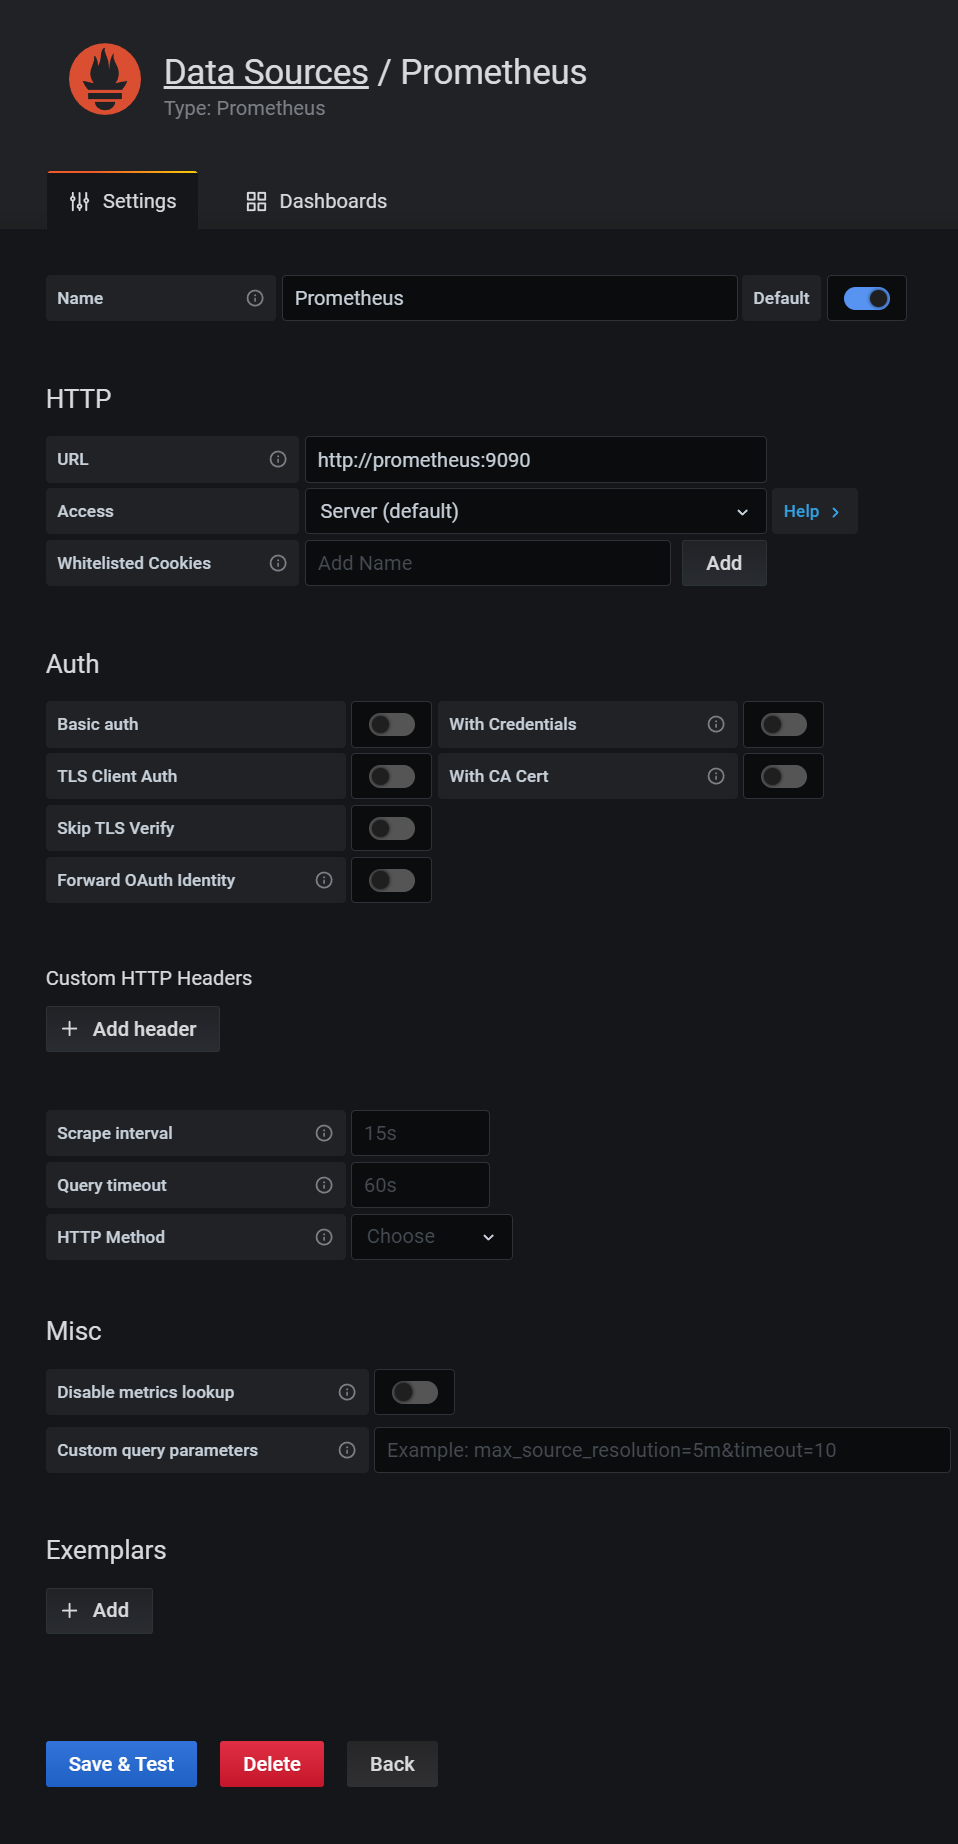 Data Sources / Prometheus
Type: Prometheus
Settings
Dashboards
Name
Prometheus
Default
HTTP
URL
http://prometheus:9090
Access
Server (default)
Help
Whitelisted Cookies
Add Name
Add
Auth
Basic auth
With Credentials
TLS Client Auth
With CA Cert
Skip TLS Verify
Forward OAuth Identity
Custom HTTP Headers
Add header
Scrape interval
15s
Query timeout
60s
HTTP Method
Choose
Misc
Disable metrics lookup
Custom query parameters
Example: max_source_resolution=5m&timeout=10
Exemplars
Add
Save & Test
Delete
Back